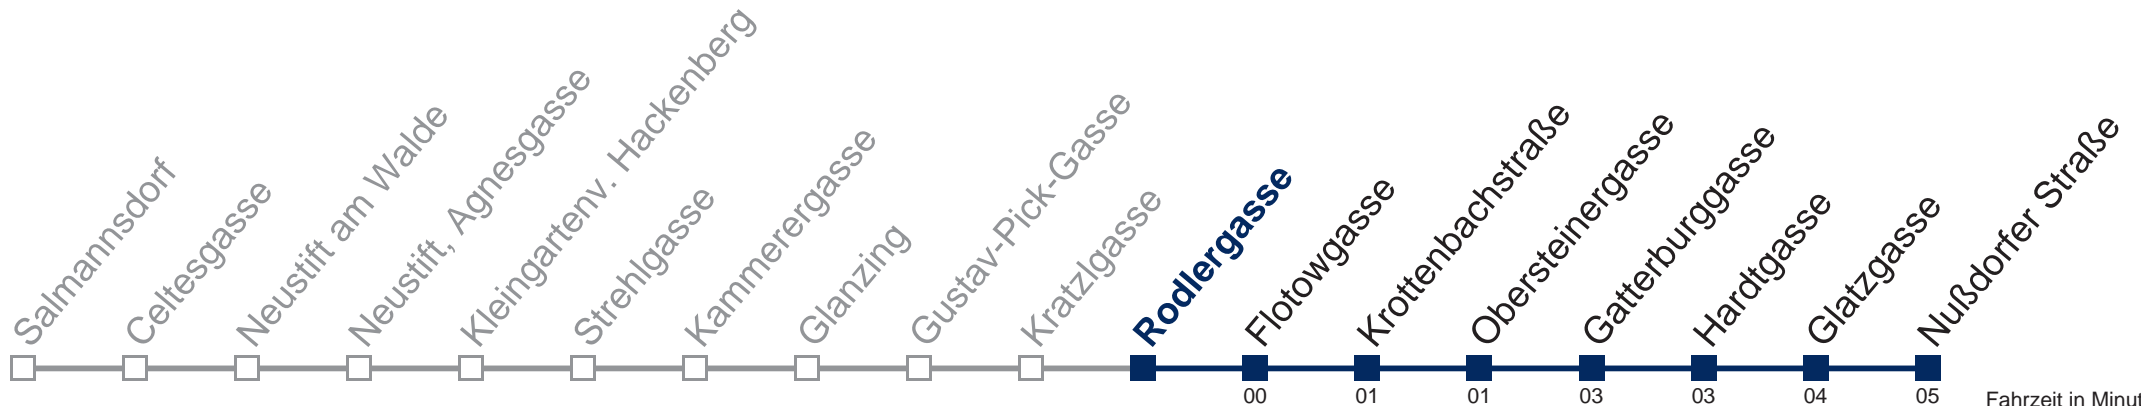 Salmannsdorf
Celtesgasse
Neustift am Walde
Neustift, Agnesgasse
Kleingartenv. Hackenberg
Strehlgasse
Kammerergasse
Glanzing
Gustav-Pick-Gasse
Kratzlgasse
Rodlergasse
Flotowgasse
Krottenbachstraße
Obersteinergasse
Gatterburggasse
Hardtgasse
Glatzgasse
Nußdorfer Straße
00 01 01 03 03 04 05 Fahrzeit in Minut